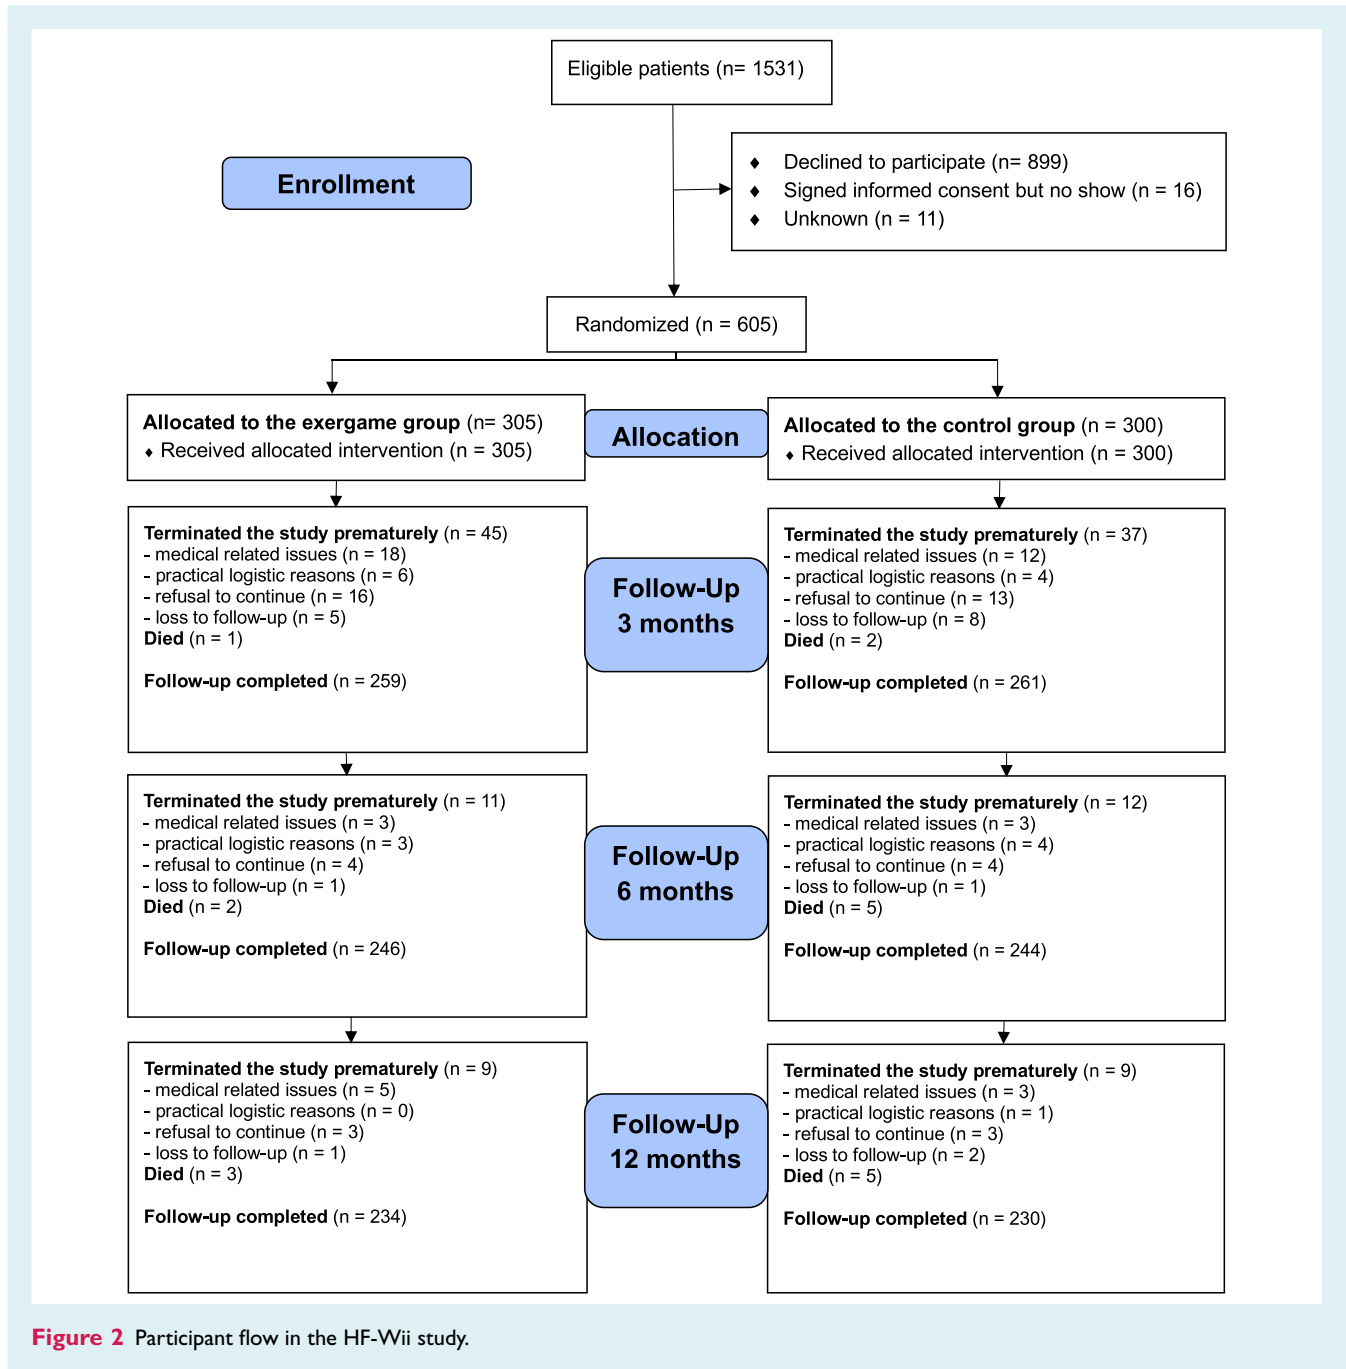 Eligible patients (n= 1531)
Enrollment
♦ Declined to participate (n= 899)
♦ Signed informed consent but no show (n = 16)
♦ Unknown (n = 11)
Randomized (n = 605)
Allocated to the exergame group (n= 305)
♦ Received allocated intervention (n = 305)
Allocation
Allocated to the control group (n = 300)
♦ Received allocated intervention (n = 300)
Terminated the study prematurely (n = 45)
- medical related issues (n = 18)
- practical logistic reasons (n = 6)
- refusal to continue (n = 16)
- loss to follow-up (n = 5)
Died (n = 1)
Follow-up completed (n = 259)
Follow-Up
3 months
Terminated the study prematurely (n = 37)
- medical related issues (n = 12)
- practical logistic reasons (n = 4)
- refusal to continue (n = 13)
- loss to follow-up (n = 8)
Died (n = 2)
Follow-up completed (n = 261)
Terminated the study prematurely (n = 11)
- medical related issues (n = 3)
- practical logistic reasons (n = 3)
- refusal to continue (n = 4)
- loss to follow-up (n = 1)
Died (n = 2)
Follow-up completed (n = 246)
Follow-Up
6 months
Terminated the study prematurely (n = 12)
- medical related issues (n = 3)
- practical logistic reasons (n = 4)
- refusal to continue (n = 4)
- loss to follow-up (n = 1)
Died (n = 5)
Follow-up completed (n = 244)
Terminated the study prematurely (n = 9)
- medical related issues (n = 5)
- practical logistic reasons (n = 0)
- refusal to continue (n = 3)
- loss to follow-up (n = 1)
Died (n = 3)
Follow-up completed (n = 234)
Follow-Up
12 months
Terminated the study prematurely (n = 9)
- medical related issues (n = 3)
- practical logistic reasons (n = 1)
- refusal to continue (n = 3)
- loss to follow-up (n = 2)
Died (n = 5)
Follow-up completed (n = 230)
Figure 2 Participant flow in the HF-Wii study.